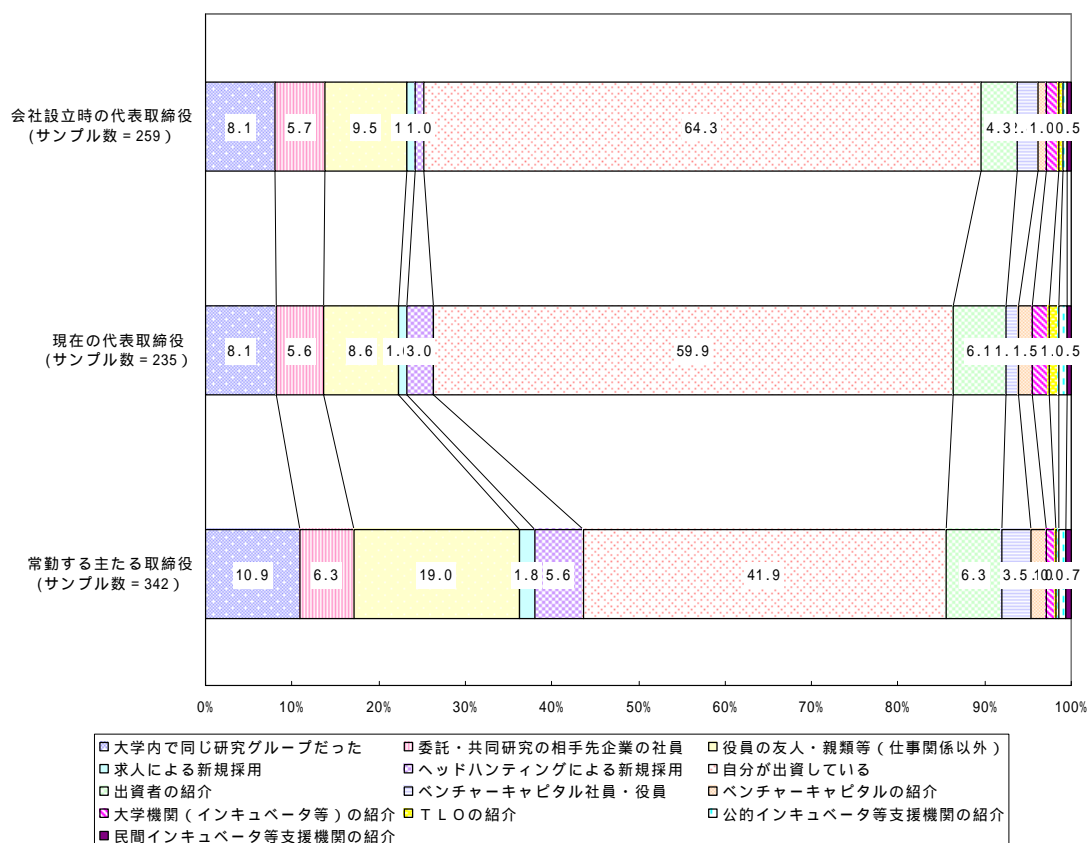 会社設立時の代表取締役
(サンプル数=259)
8.1 5.7 9.5 1.0 64.3 4.3 1.0 0.5
現在の代表取締役
(サンプル数=235)
8.1 5.6 8.6 3.0 59.9 6.1 1.5 0.5
常勤する主たる取締役
(サンプル数=342)
10.9 6.3 19.0 1.8 5.6 41.9 6.3 3.5 0.7
0% 10% 20% 30% 40% 50% 60% 70% 80% 90% 100%
大学内で同じ研究グループだった 委託・共同研究の相手先企業の社員 役員の友人・親類等(仕事関係以外)
求人による新規採用 ヘッドハンティングによる新規採用 自分が出資している
出資者の紹介 ベンチャーキャピタル社員・役員 ベンチャーキャピタルの紹介
大学機関(インキュベータ等)の紹介 TLOの紹介 公的インキュベータ等支援機関の紹介
民間インキュベータ等支援機関の紹介